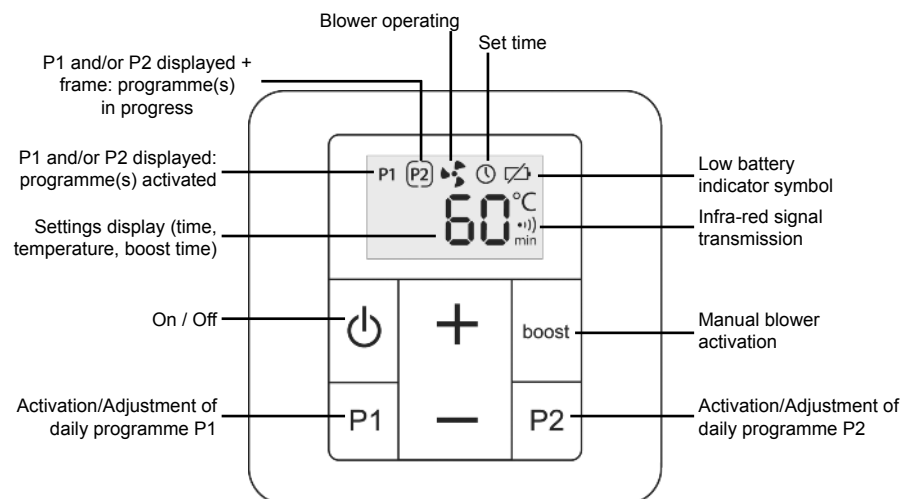 Blower operating
Set time
P1 and/or P2 displayed +
frame: programme(s)
in progress
P1 and/or P2 displayed:
programme(s) activated
Settings display (time,
temperature, boost time)
On / Off
Activation/Adjustment of
daily programme P1
P1 P2
60 °C
min
boost
P1
P2
Low battery
indicator symbol
Infra-red signal
transmission
Manual blower
activation
Activation/Adjustment of
daily programme P2